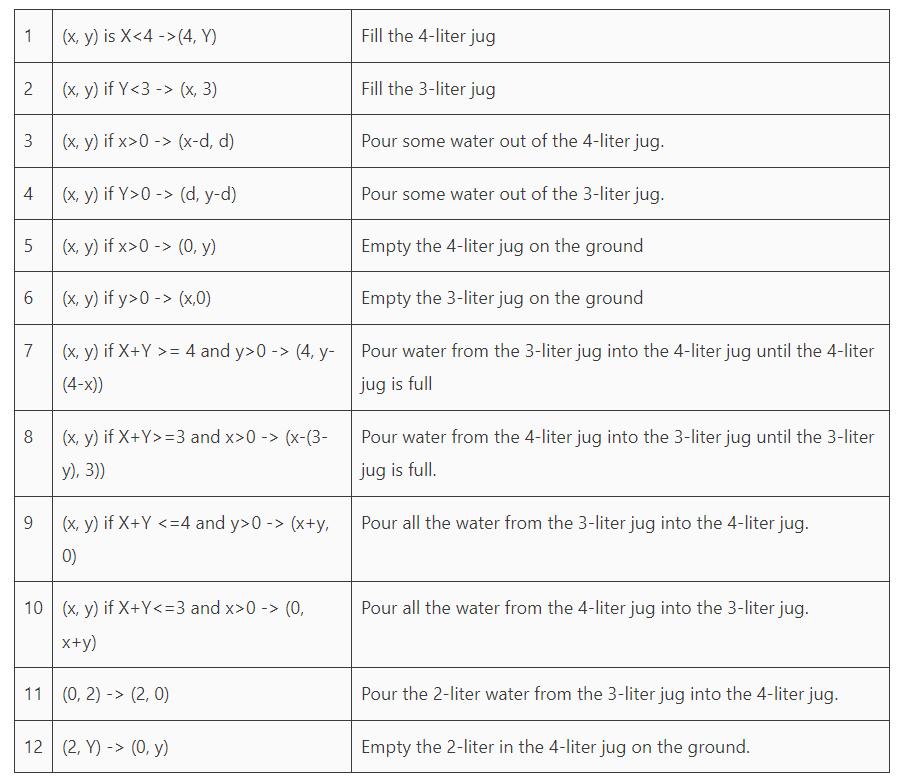 1 (x, y) is X<4 ->(4, Y) Fill the 4-liter jug
2 (x, y) if Y<3 -> (x, 3) Fill the 3-liter jug
3 (x, y) if x>0 -> (x-d, d) Pour some water out of the 4-liter jug.
4 (x, y) if Y>0 -> (d, y-d) Pour some water out of the 3-liter jug.
5 (x, y) if x>0 -> (0, y) Empty the 4-liter jug on the ground
6 (x, y) if y>0 -> (x,0) Empty the 3-liter jug on the ground
7 (x, y) if X+Y >= 4 and y>0 -> (4, y- Pour water from the 3-liter jug into the 4-liter jug until the 4-liter
(4-x)) jug is full
8 (x, y) if X+Y>=3 and x>0 -> (x-(3- Pour water from the 4-liter jug into the 3-liter jug until the 3-liter
y), 3)) jug is full.
9 (x, y) if X+Y <=4 and y>0 -> (x+y, Pour all the water from the 3-liter jug into the 4-liter jug.
0)
10 (x, y) if X+Y<=3 and x>0 -> (0, Pour all the water from the 4-liter jug into the 3-liter jug.
x+y)
11 (0, 2) -> (2, 0) Pour the 2-liter water from the 3-liter jug into the 4-liter jug.
12 (2, Y) -> (0, y) Empty the 2-liter in the 4-liter jug on the ground.